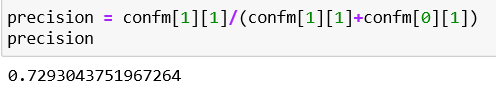 precision = confm[1][1]/(confm[1][1]+confm[0][1])
precision
0.7293043751967264